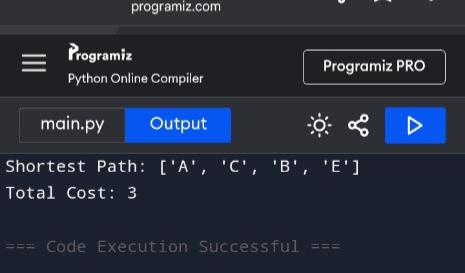 programiz.com
Programiz
Python Online Compiler
Programiz PRO
main.py
Output
Shortest Path: ['A', 'C', 'B', 'E']
Total Cost: 3
=== Code Execution Successful ===